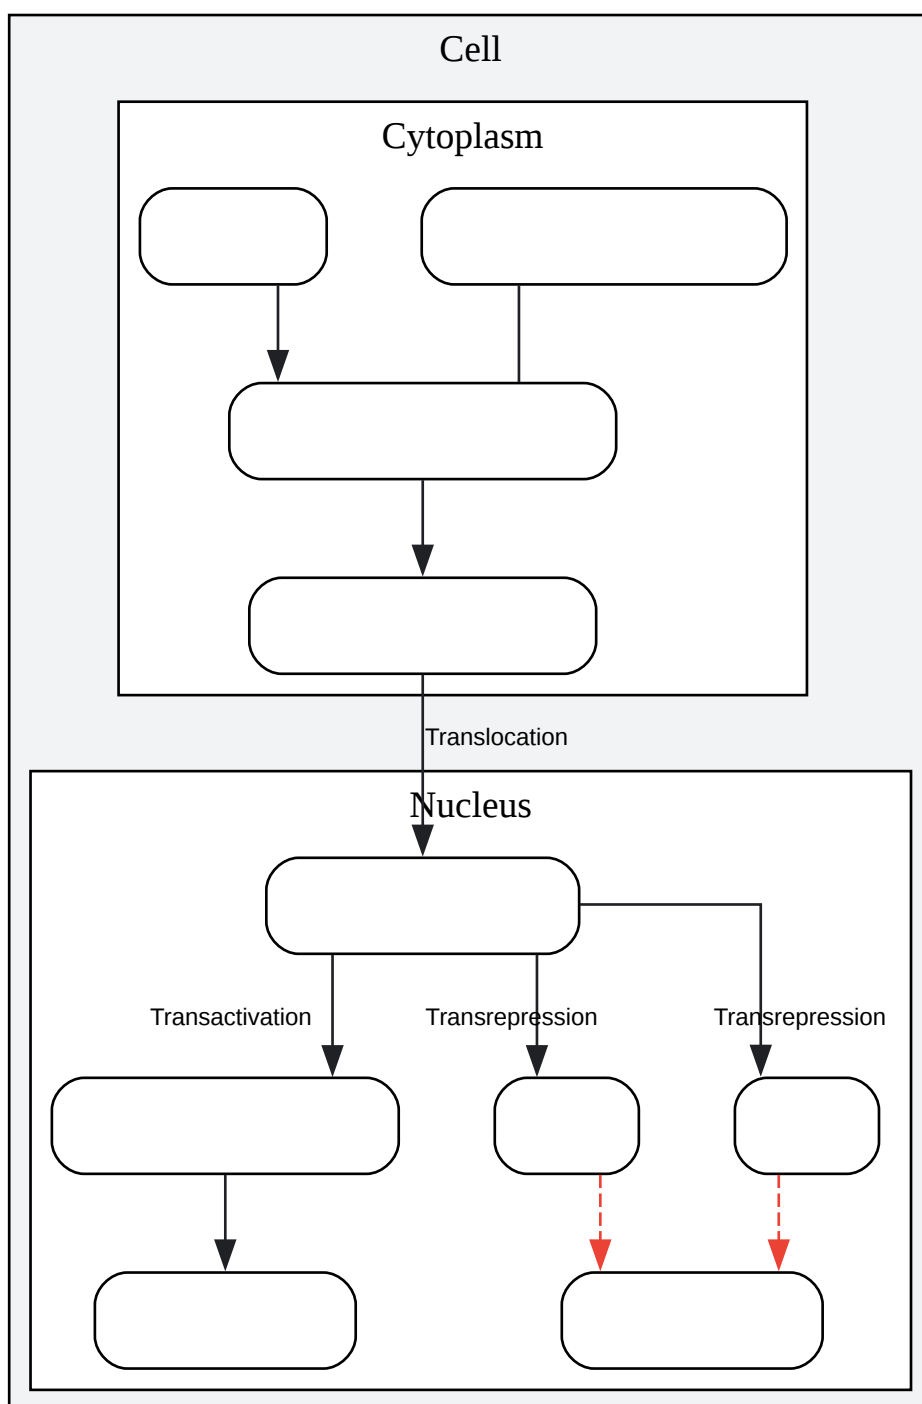 Cell
Cytoplasm
Translocation
Nucleus
Transactivation
Transrepression
Transrepression